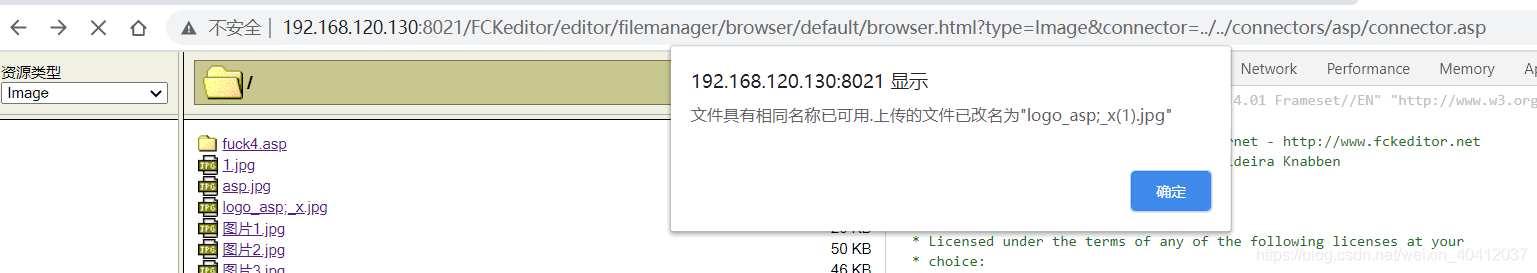 不安全 | 192.168.120.130:8021/FCKeditor/editor/filemanager/browser/default/browser.html?type=Image&connector=../../connectors/asp/connector.asp
资源类型
Image
/
192.168.120.130:8021 显示
文件具有相同名称已可用.上传的文件已改名为"logo_asp;_x(1).jpg"
确定
Network Performance Memory
4.01 Frameset//EN" "http://www.w3.org
rnet - http://www.fckeditor.net
ldeira Knabben
fuck4.asp
1.jpg
asp.jpg
logo_asp;_x.jpg
图片1.jpg
图片2.jpg 50 KB
图片3.jpg 46 KB
* Licensed under the terms of any of the following licenses at your
* choice:
https://blog.csdn.net/weixin_40412037